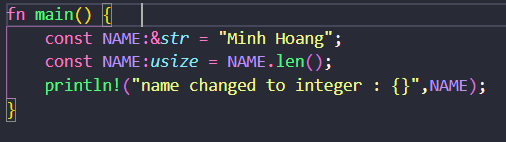 fn main() {
    const NAME:&str = "Minh Hoang";
    const NAME:usize = NAME.len();
    println!("name changed to integer : {}",NAME);
}